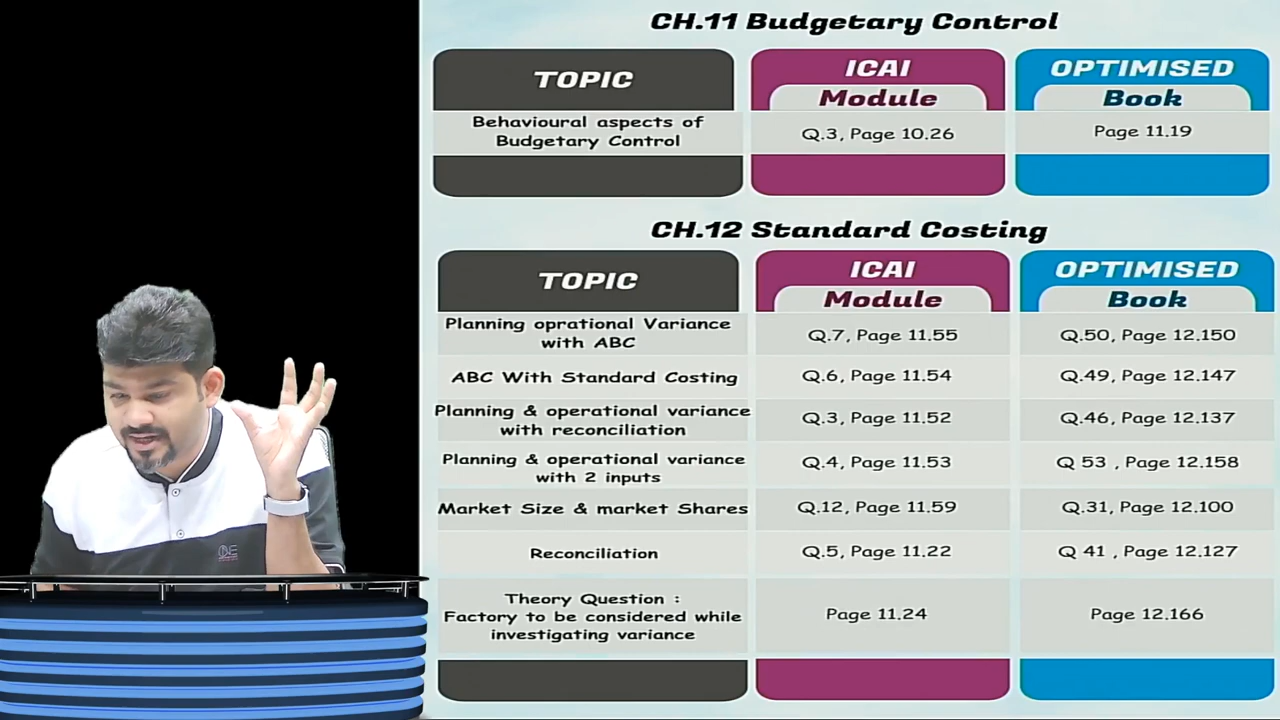 CH.11 Budgetary Control
TOPIC
ICAI
Module
OPTIMISED
Book
Behavioural aspects of
Budgetary Control
Q.3, Page 10.26
Page 11.19
CH.12 Standard Costing
TOPIC
ICAI
Module
OPTIMISED
Book
Planning oprational Variance
with ABC
Q.7, Page 11.55
Q.50, Page 12.150
ABC With Standard Costing
Q.6, Page 11.54
Q.49, Page 12.147
Planning & operational variance
with reconciliation
Q.3, Page 11.52
Q.46, Page 12.137
Planning & operational variance
with 2 inputs
Q.4, Page 11.53
Q 53 , Page 12.158
Market Size & market Shares
Q.12, Page 11.59
Q.31, Page 12.100
Reconciliation
Q.5, Page 11.22
Q 41 , Page 12.127
Theory Question :
Factory to be considered while
investigating variance
Page 11.24
Page 12.166